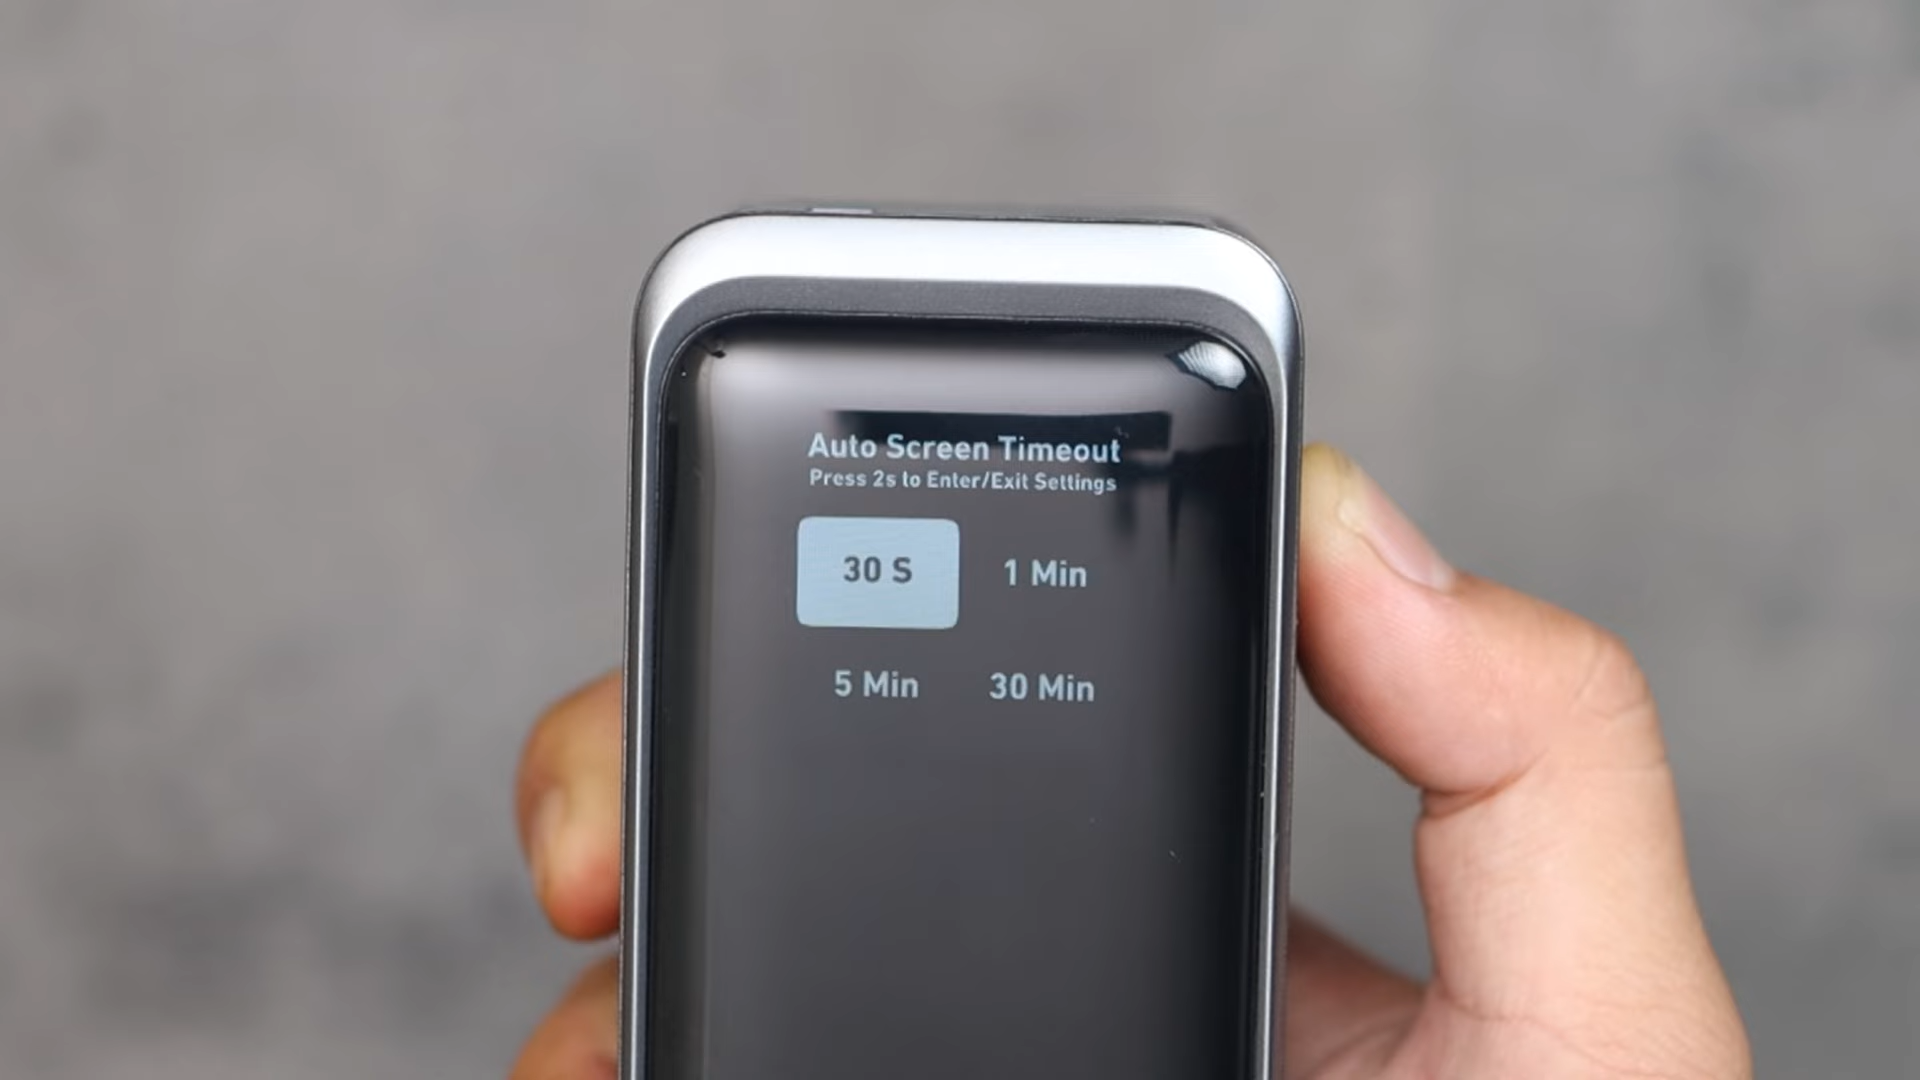 Auto Screen Timeout
Press 2s to Enter/Exit Settings
30 S
1 Min
5 Min
30 Min